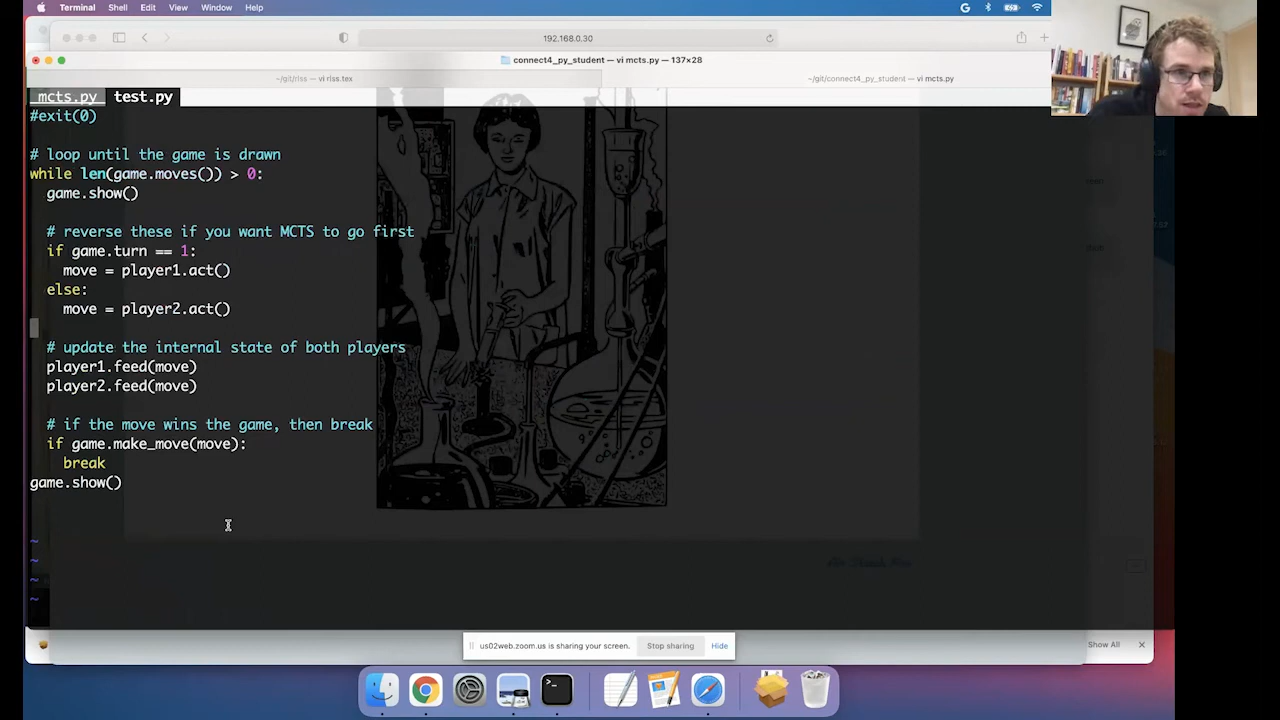 Terminal Shell Edit View Window Help
192.168.0.30
connect4_py_student — vi mcts.py — 137×28
~/git/rlss — vi rlss.tex
~/git/connect4_py_student — vi mcts.py
mcts.py test.py
#exit(0)
# loop until the game is drawn
while len(game.moves()) > 0:
game.show()
# reverse these if you want MCTS to go first
if game.turn == 1:
move = player1.act()
else:
move = player2.act()
# update the internal state of both players
player1.feed(move)
player2.feed(move)
# if the move wins the game, then break
if game.make_move(move):
break
game.show()
~
~
~
~
us02web.zoom.us is sharing your screen. Stop sharing Hide
Show All